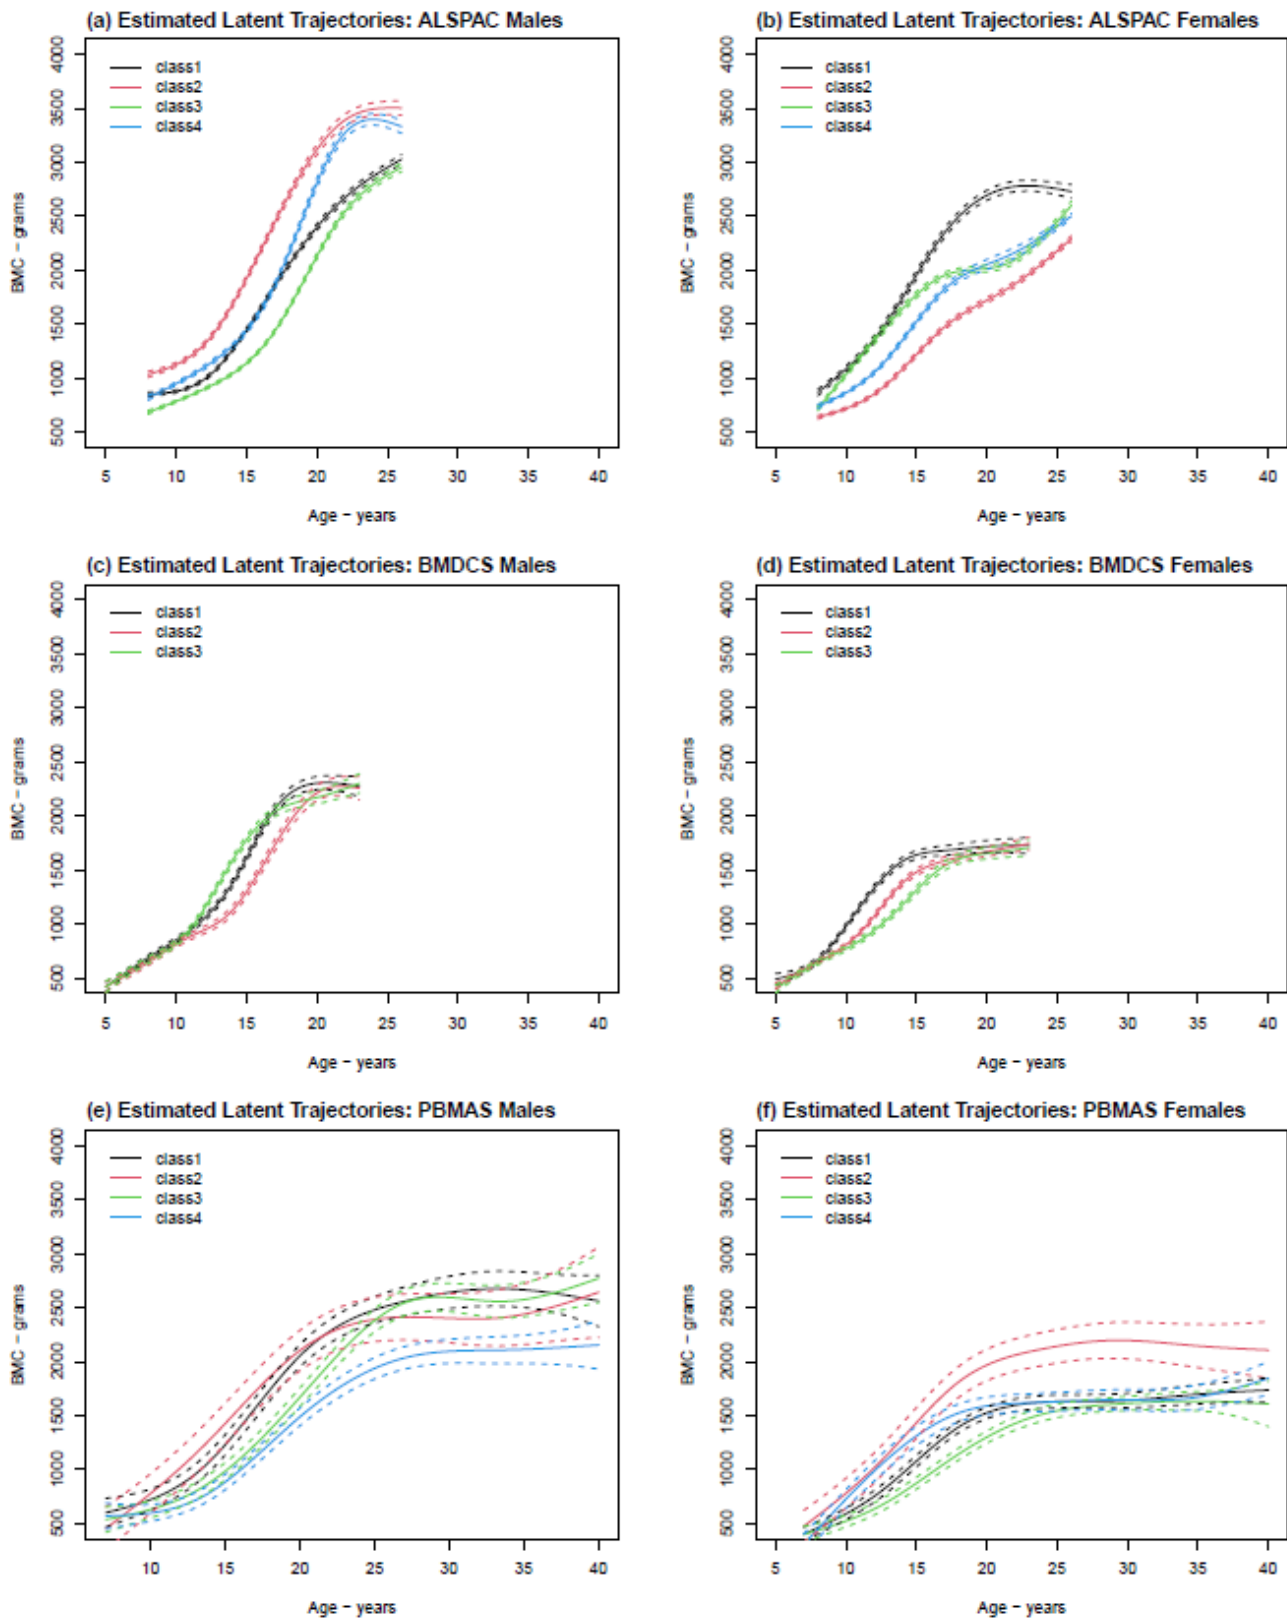 (a) Estimated Latent Trajectories: ALSPAC Males
class1
class2
class3
class4
BMC - grams
500 1000 1500 2000 2500 3000 3500 4000
5 10 15 20 25 30 35 40
Age - years
(b) Estimated Latent Trajectories: ALSPAC Females
class1
class2
class3
class4
BMC - grams
500 1000 1500 2000 2500 3000 3500 4000
5 10 15 20 25 30 35 40
Age - years
(c) Estimated Latent Trajectories: BMDCS Males
class1
class2
class3
BMC - grams
500 1000 1500 2000 2500 3000 3500 4000
5 10 15 20 25 30 35 40
Age - years
(d) Estimated Latent Trajectories: BMDCS Females
class1
class2
class3
BMC - grams
500 1000 1500 2000 2500 3000 3500 4000
5 10 15 20 25 30 35 40
Age - years
(e) Estimated Latent Trajectories: PBMAS Males
class1
class2
class3
class4
BMC - grams
500 1000 1500 2000 2500 3000 3500 4000
10 15 20 25 30 35 40
Age - years
(f) Estimated Latent Trajectories: PBMAS Females
class1
class2
class3
class4
BMC - grams
500 1000 1500 2000 2500 3000 3500 4000
5 10 15 20 25 30 35 40
Age - years